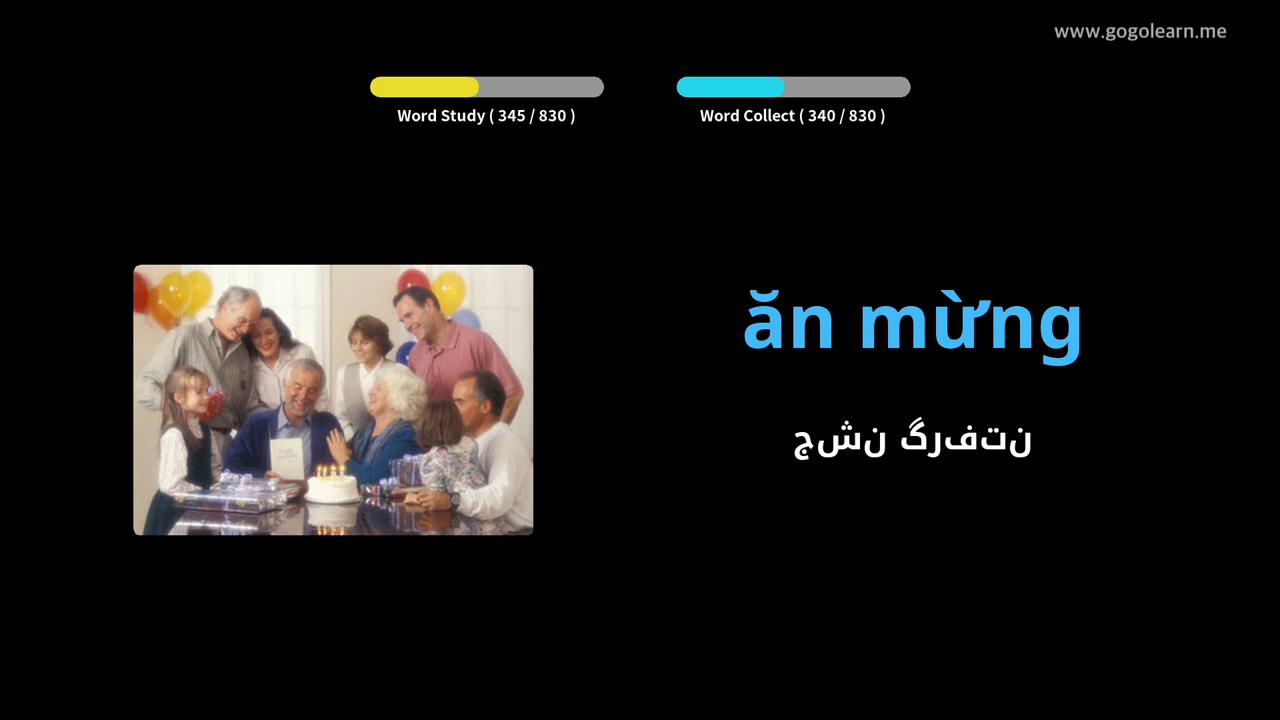 www.gogolearn.me
Word Study ( 345 / 830 )
Word Collect ( 340 / 830 )
ăn mừng
جشن گرفتن